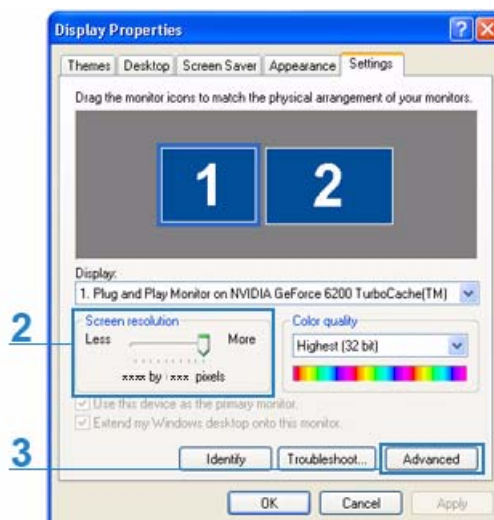 Display Properties
Themes Desktop Screen Saver Appearance Settings
Drag the monitor icons to match the physical arrangement of your monitors.
1 2
Display:
1. Plug and Play Monitor on NVIDIA GeForce 6200 TurboCache(TM)
2
Screen resolution
Less More
xxxx by xxx pixels
Color quality
Highest (32 bit)
Use this device as the primary monitor.
Extend my Windows desktop onto this monitor.
3
Identify Troubleshoot... Advanced
OK Cancel Apply